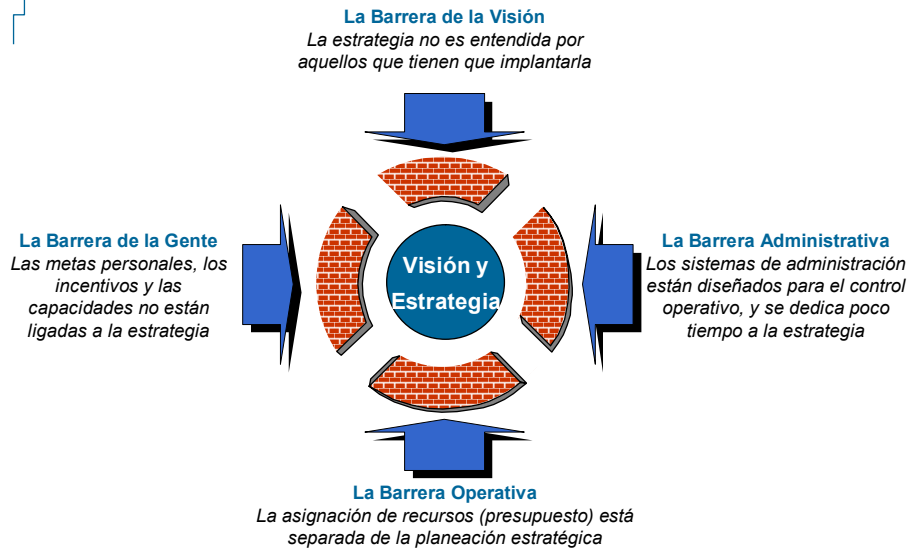 La Barrera de la Visión
La estrategia no es entendida por
aquellos que tienen que implantarla
La Barrera de la Gente
Las metas personales, los
incentivos y las
capacidades no están
ligadas a la estrategia
Visión y
Estrategia
La Barrera Administrativa
Los sistemas de administración
están diseñados para el control
operativo, y se dedica poco
tiempo a la estrategia
La Barrera Operativa
La asignación de recursos (presupuesto) está
separada de la planeación estratégica